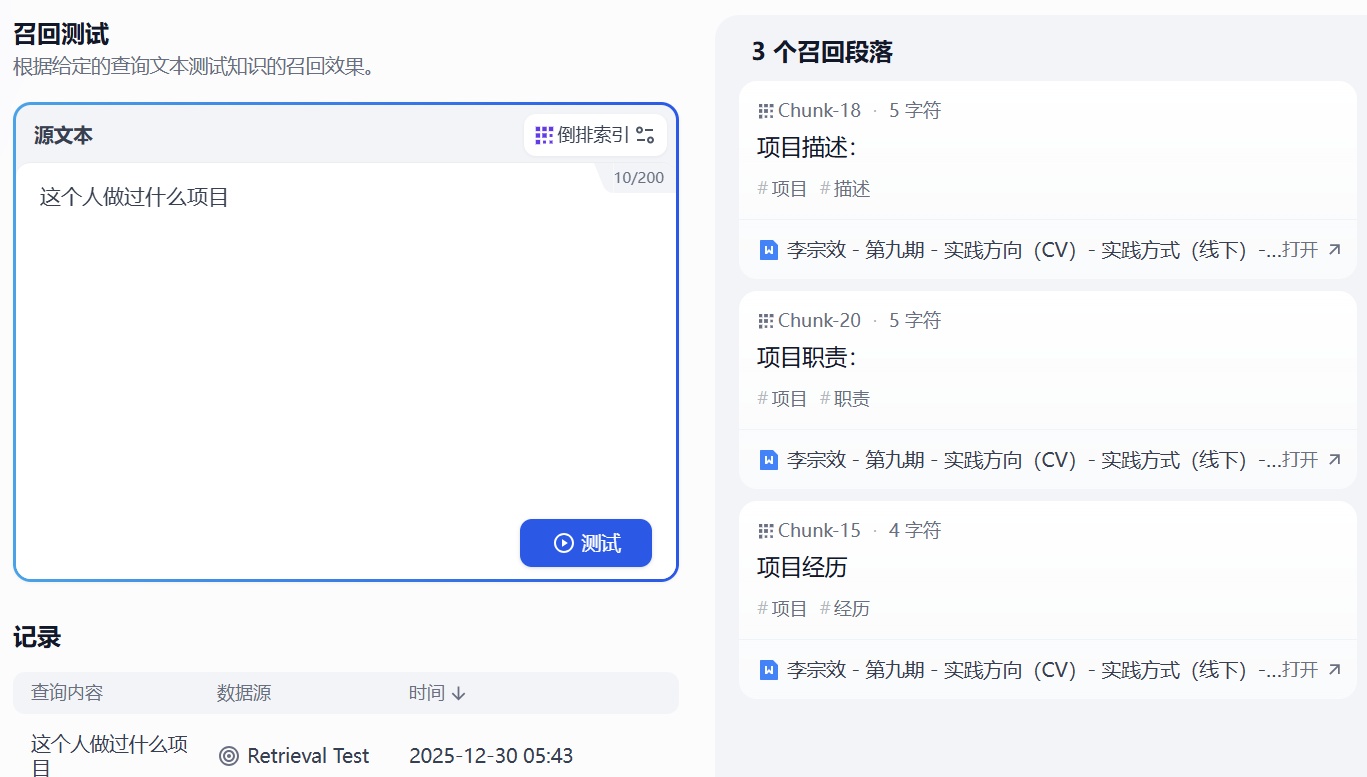 召回测试
根据给定的查询文本测试知识的召回效果。
源文本
倒排索引
10/200
这个人做过什么项目
测试
记录
查询内容 数据源 时间
这个人做过什么项
目
Retrieval Test
2025-12-30 05:43
3 个召回段落
Chunk-18 · 5 字符
项目描述：
# 项目 # 描述
李宗效 - 第九期 - 实践方向（CV）- 实践方式（线下）-... 打开
Chunk-20 · 5 字符
项目职责：
# 项目 # 职责
李宗效 - 第九期 - 实践方向（CV）- 实践方式（线下）-... 打开
Chunk-15 · 4 字符
项目经历
# 项目 # 经历
李宗效 - 第九期 - 实践方向（CV）- 实践方式（线下）-... 打开